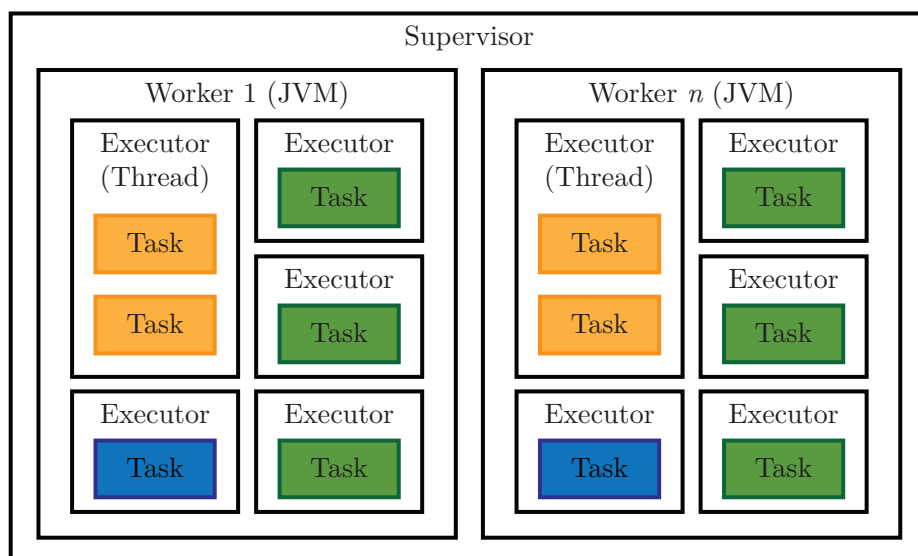 Supervisor
Worker 1 (JVM)
Executor
(Thread)
Task
Task
Executor
Task
Executor
Task
Executor
Task
Executor
Task
Worker n (JVM)
Executor
(Thread)
Task
Task
Executor
Task
Executor
Task
Executor
Task
Executor
Task